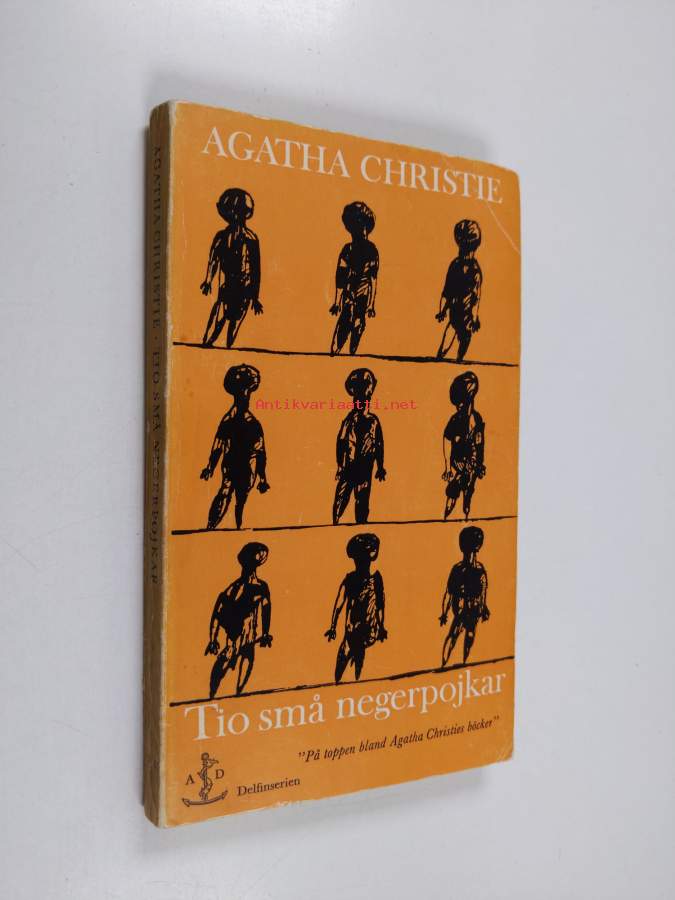 AGATHA CHRISTIE
AGATHA CHRISTIE · TIO SMÅ NEGERPOJKAR
Antikvariaatti.net
Tio små negerpojkar
"På toppen bland Agatha Christies böcker"
A D
Delfinserien